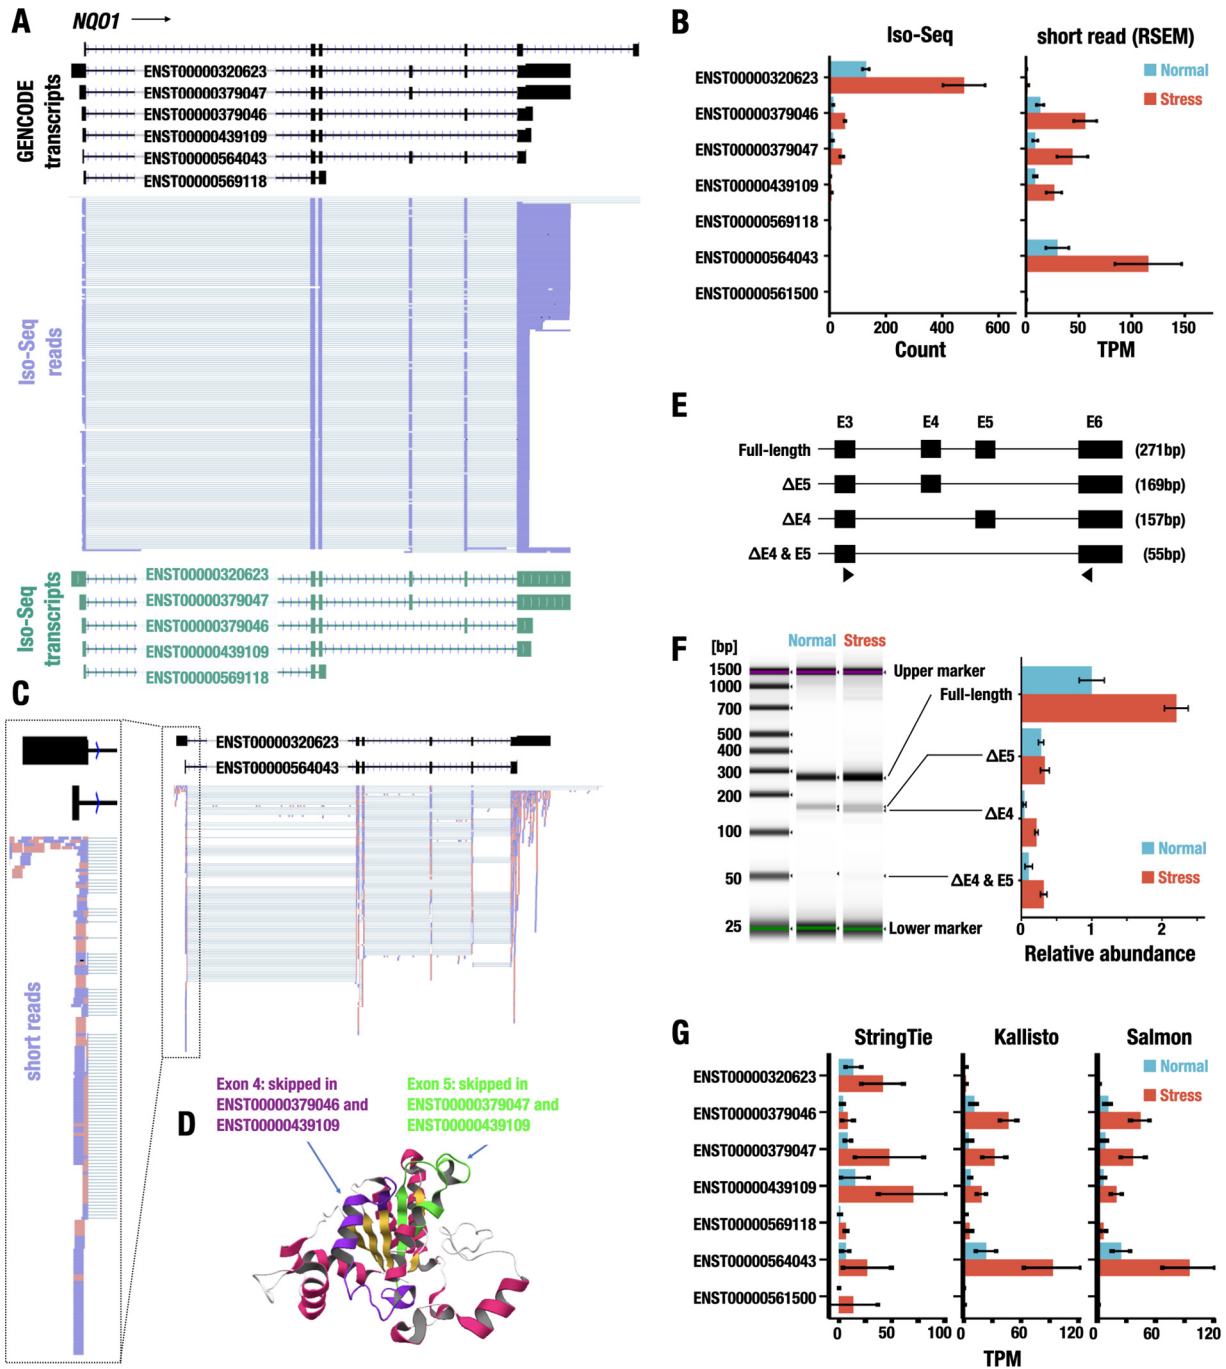 A
NQO1
GENCODE
transcripts
ENST00000320623
ENST00000379047
ENST00000379046
ENST00000439109
ENST00000564043
ENST00000569118
Iso-Seq
reads
Iso-Seq
transcripts
ENST00000320623
ENST00000379047
ENST00000379046
ENST00000439109
ENST00000569118
B
Iso-Seq
short read (RSEM)
Normal
Stress
ENST00000320623
ENST00000379046
ENST00000379047
ENST00000439109
ENST00000569118
ENST00000564043
ENST00000561500
0 200 400 600
Count
0 50 100 150
TPM
C
ENST00000320623
ENST00000564043
short reads
D
Exon 4: skipped in
ENST00000379046 and
ENST00000439109
Exon 5: skipped in
ENST00000379047 and
ENST00000439109
E
E3 E4 E5 E6
Full-length (271bp)
ΔE5 (169bp)
ΔE4 (157bp)
ΔE4 & E5 (55bp)
F
[bp]
Normal Stress
1500
1000
700
500
400
300
200
100
50
25
Upper marker
Full-length
ΔE5
ΔE4
ΔE4 & E5
Lower marker
Normal
Stress
0 1 2
Relative abundance
G
StringTie Kallisto Salmon
Normal
Stress
ENST00000320623
ENST00000379046
ENST00000379047
ENST00000439109
ENST00000569118
ENST00000564043
ENST00000561500
0 50 100 0 60 120 0 60 120
TPM